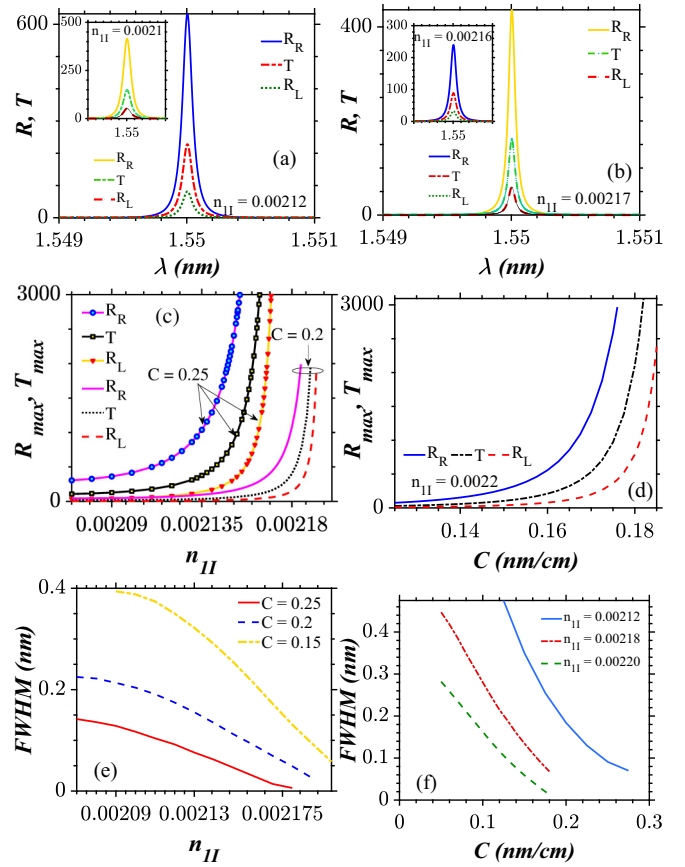 600
n1I = 0.0021
500
250
0
1.55
RR
T
RL
R, T
RR
T
RL
(a)
n1I = 0.00212
0
1.549
1.55
1.551
λ (nm)
400
300
n1I = 0.00216
200
100
0
1.55
RR
T
RL
R, T
RR
T
RL
(b)
n1I = 0.00217
0
1.549
1.55
1.551
λ (nm)
3000
(c)
C = 0.2
RR
T
RL
C = 0.25
RR
T
RL
Rmax, Tmax
0
0.00209
0.002135
0.00218
n1I
3000
Rmax, Tmax
RR
T
RL
n1I = 0.0022
(d)
0
0.14
0.16
0.18
C (nm/cm)
0.4
C = 0.25
C = 0.2
C = 0.15
FWHM (nm)
0.2
(e)
0
0.00209
0.00213
0.002175
n1I
0.4
n1I = 0.00212
n1I = 0.00218
n1I = 0.00220
FWHM (nm)
0.3
0.2
0.1
(f)
0
0
0.1
0.2
0.3
C (nm/cm)